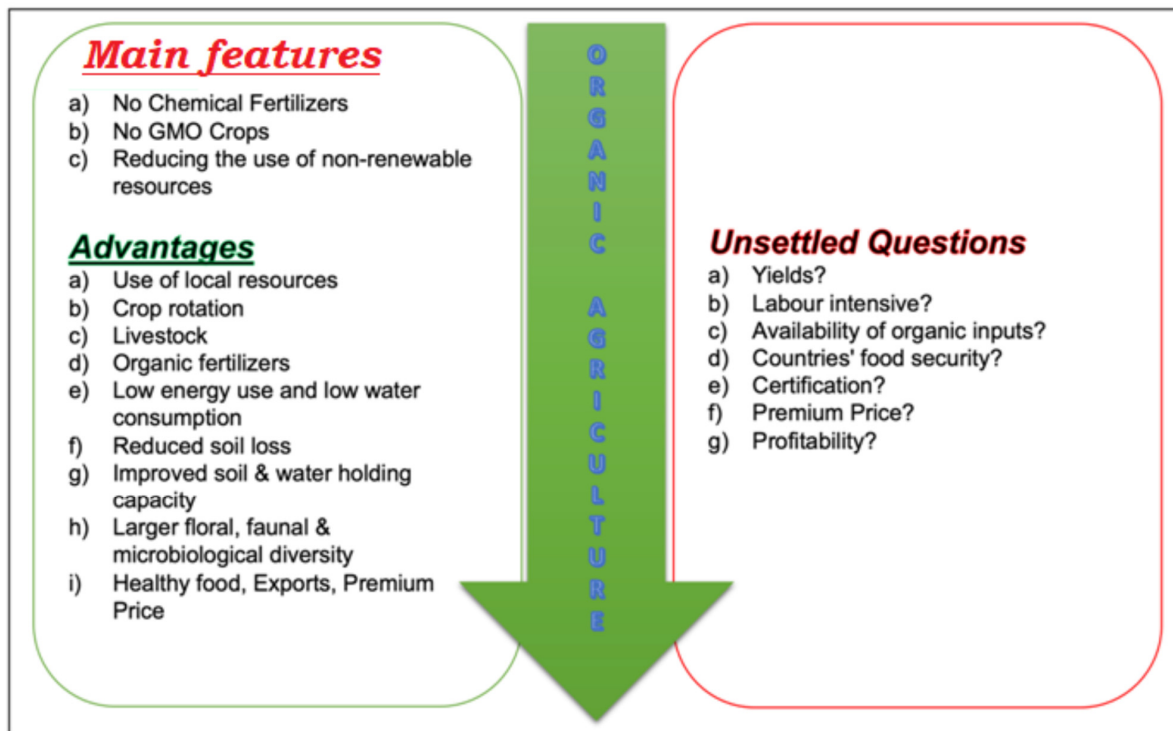 Main features
a) No Chemical Fertilizers
b) No GMO Crops
c) Reducing the use of non-renewable
resources
Advantages
a) Use of local resources
b) Crop rotation
c) Livestock
d) Organic fertilizers
e) Low energy use and low water
consumption
f) Reduced soil loss
g) Improved soil & water holding
capacity
h) Larger floral, faunal &
microbiological diversity
i) Healthy food, Exports, Premium
Price
ORGANIC AGRICULTURE
Unsettled Questions
a) Yields?
b) Labour intensive?
c) Availability of organic inputs?
d) Countries' food security?
e) Certification?
f) Premium Price?
g) Profitability?